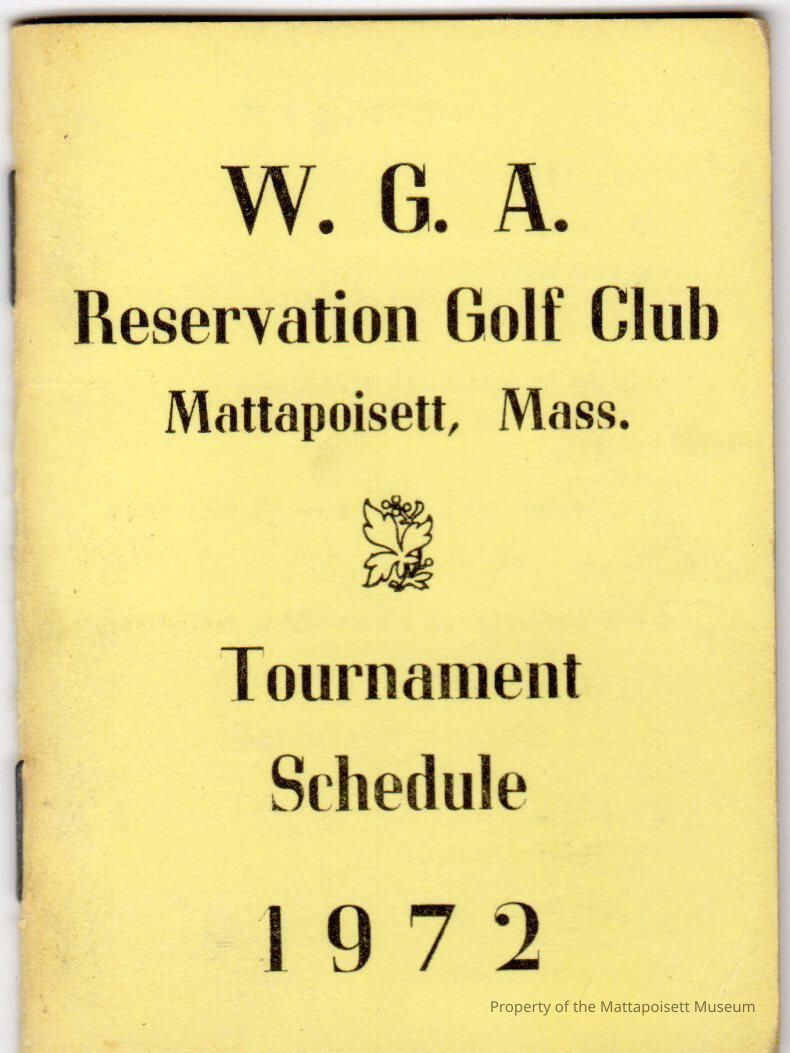 W. G. A.
Reservation Golf Club
Mattapoisett, Mass.
Tournament
Schedule
1972
Property of the Mattapoisett Museum